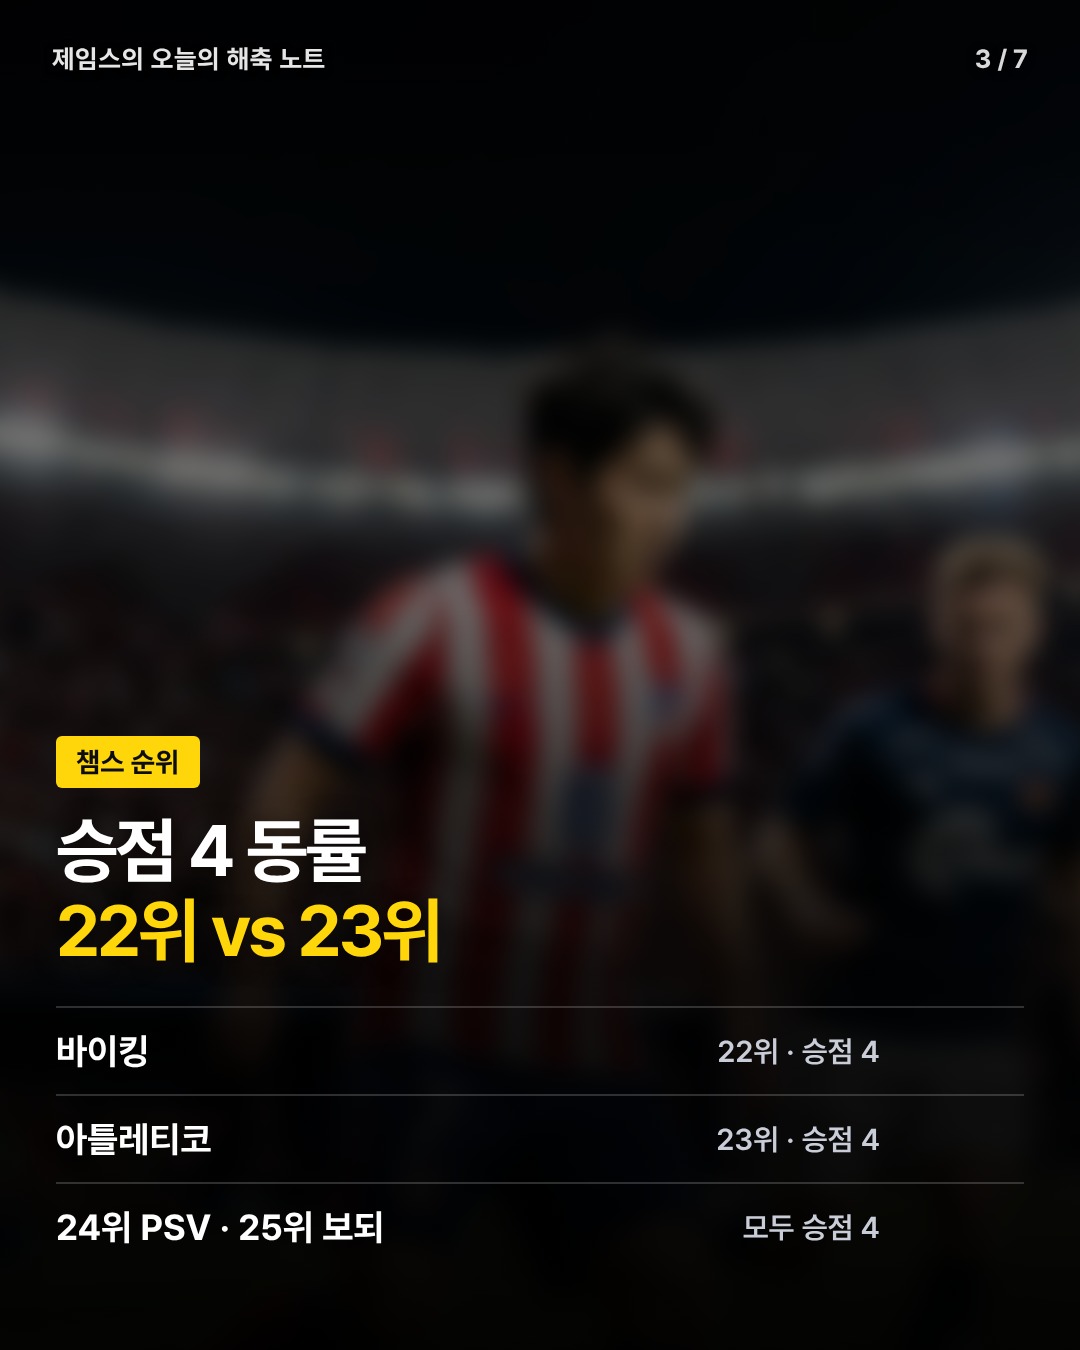 제임스의 오늘의 해축 노트
3 / 7
챔스 순위
승점 4 동률
22위 vs 23위
바이킹
22위 · 승점 4
아틀레티코
23위 · 승점 4
24위 PSV · 25위 보되
모두 승점 4